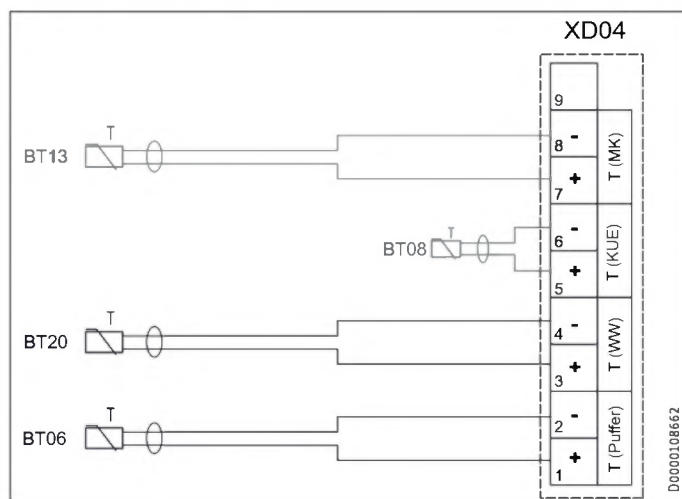 XD04
9
T
BT13
8 -
7 +
T (MK)
T
BT08
6 -
5 +
T (KUE)
T
BT20
4 -
3 +
T (WW)
T
BT06
2 -
1 +
T (Puffer)
D0000108662